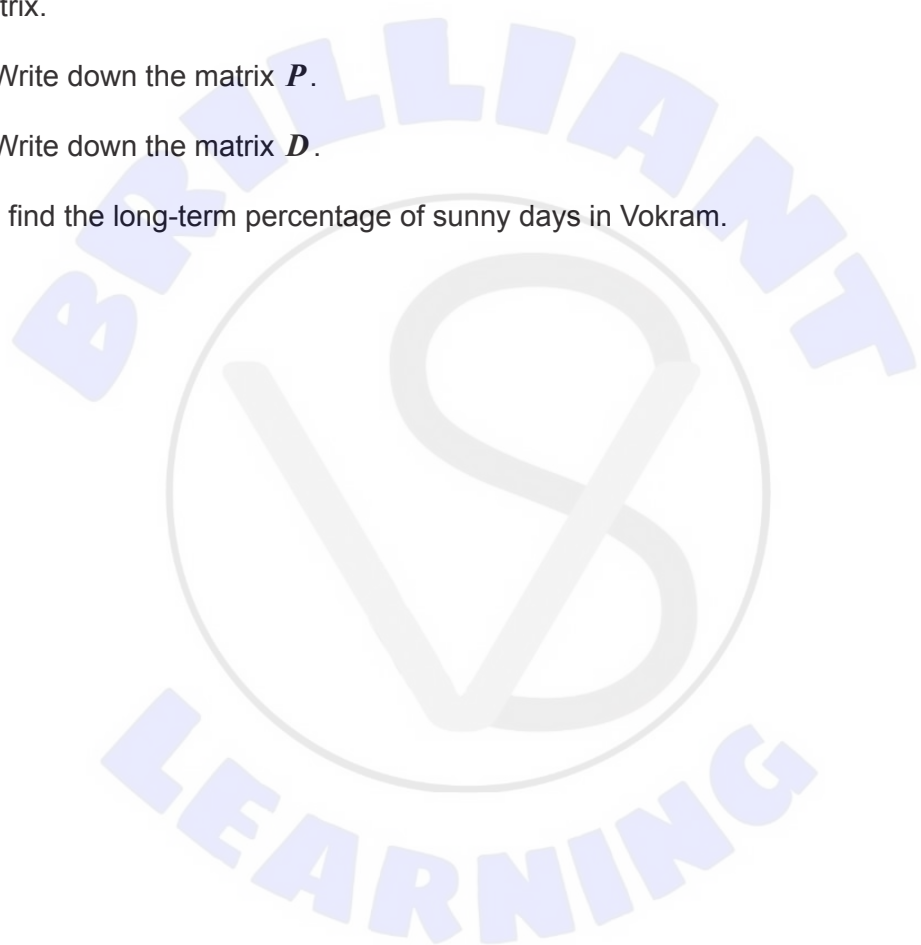 trix.
Write down the matrix P.
Write down the matrix D.
find the long-term percentage of sunny days in Vokram.
BRILLIANT
VS
LEARNING